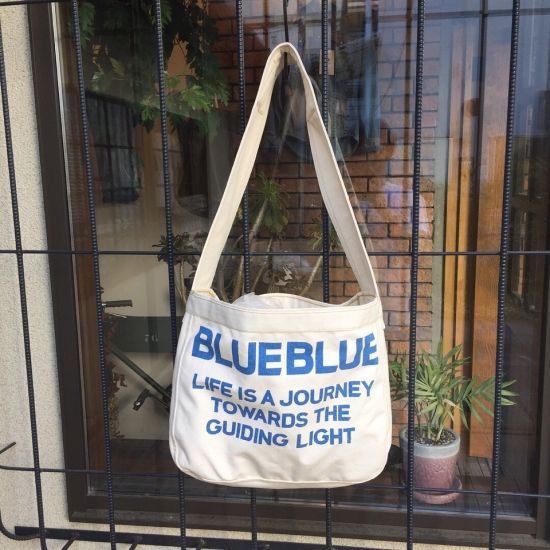 BLUEBLUE
LIFE IS A JOURNEY
TOWARDS THE
GUIDING LIGHT